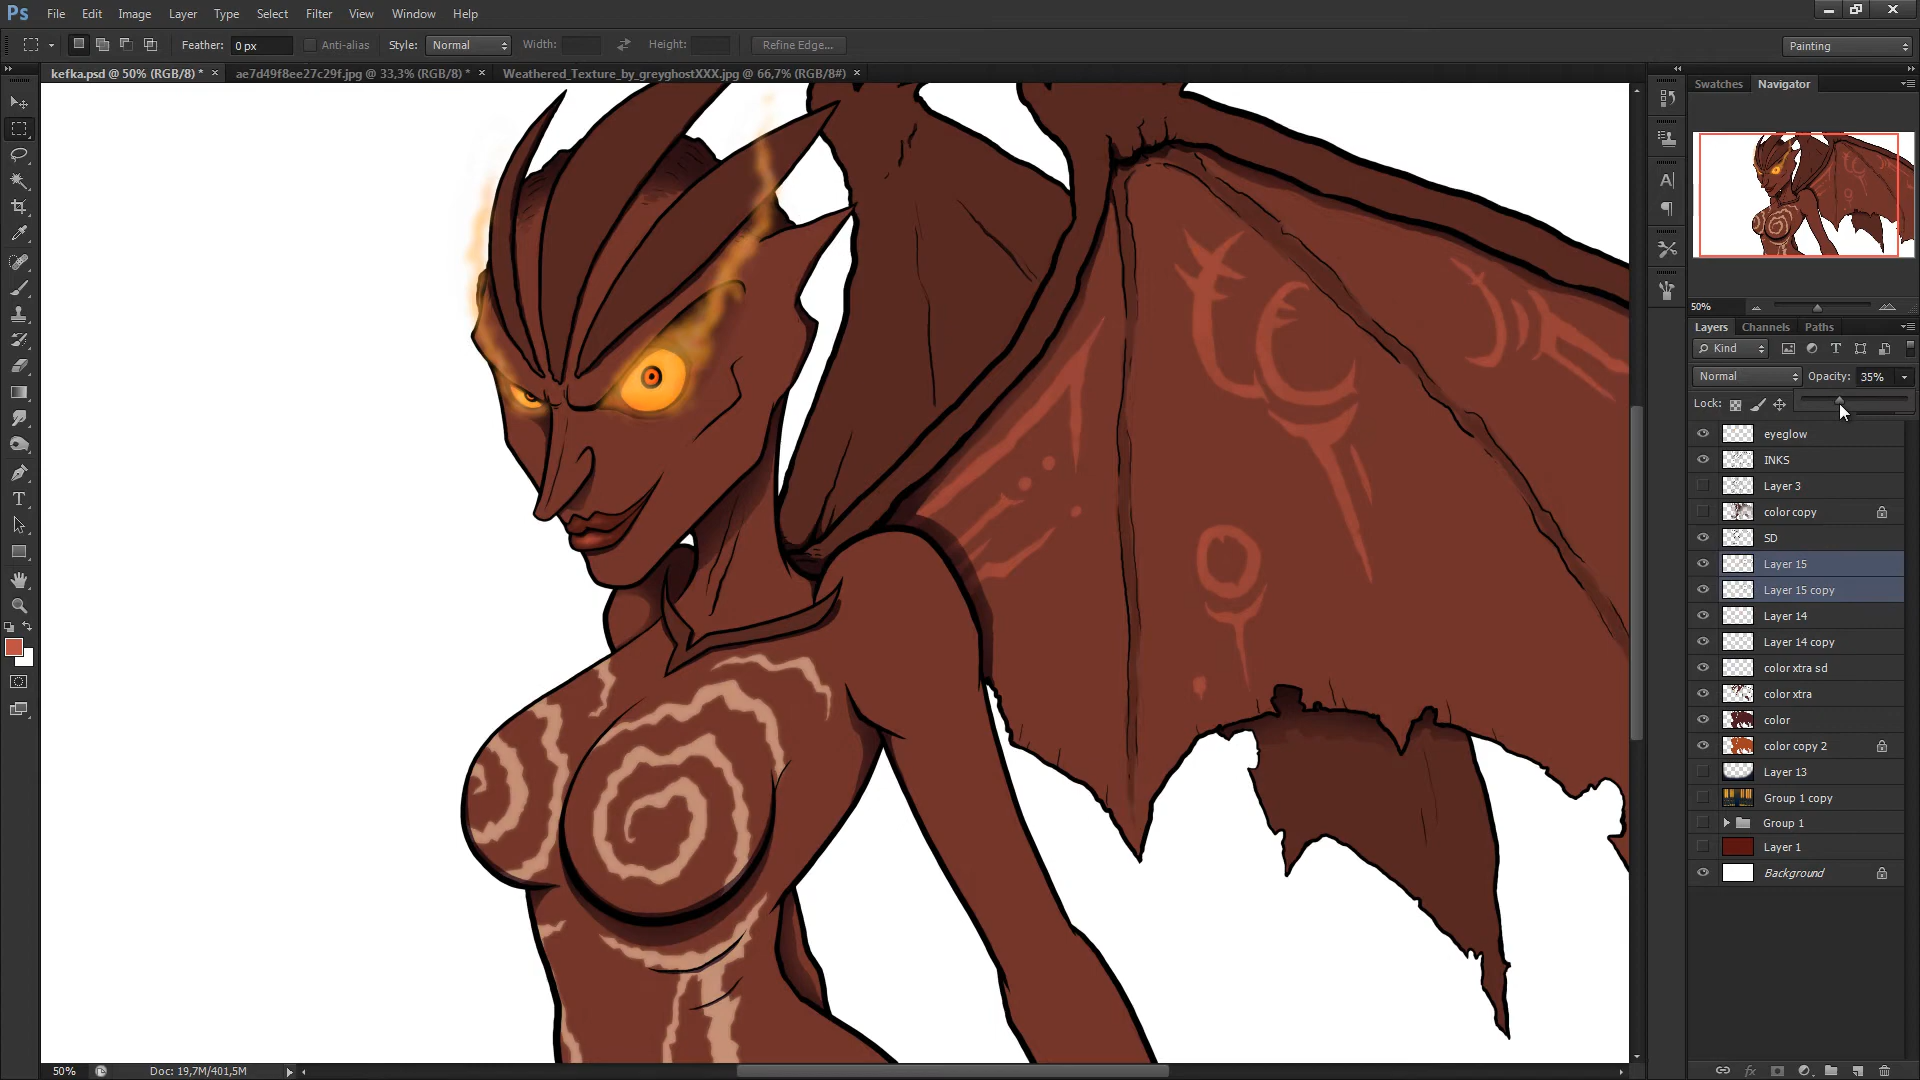 Ps File Edit Image Layer Type Select Filter View Window Help
Feather: 0 px Anti-alias Style: Normal Width: Height: Refine Edge... Painting
kefka.psd @ 50% (RGB/8) * × ae7d49f8ee27c29f.jpg @ 33,3% (RGB/8) * × Weathered_Texture_by_greyghostXXX.jpg @ 66,7% (RGB/8#) ×
Swatches Navigator
50%
Layers Channels Paths
Kind
Normal Opacity: 35%
Lock:
eyeglow
INKS
Layer 3
color copy
SD
Layer 15
Layer 15 copy
Layer 14
Layer 14 copy
color xtra sd
color xtra
color
color copy 2
Layer 13
Group 1 copy
Group 1
Layer 1
Background
50% Doc: 19,7M/401,5M